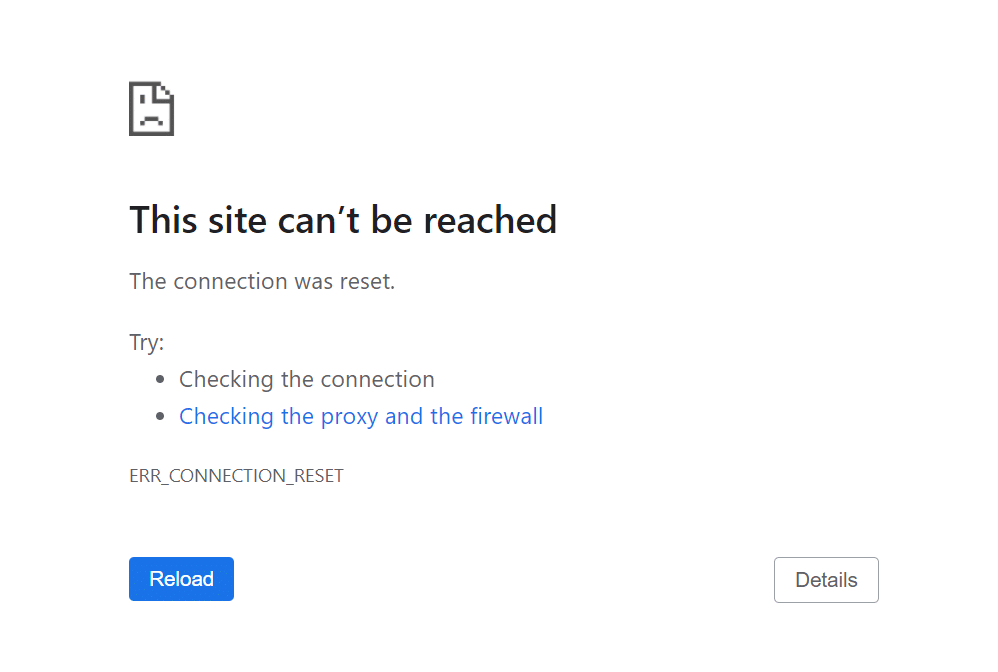 This site can’t be reached
The connection was reset.
Try:
Checking the connection
Checking the proxy and the firewall
ERR_CONNECTION_RESET
Reload
Details